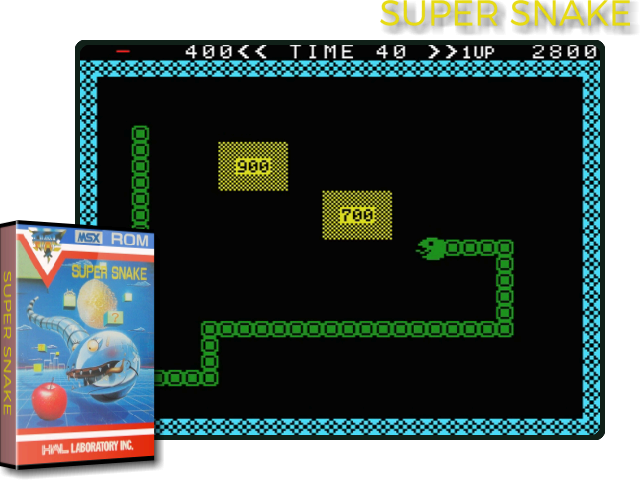 SUPER SNAKE
400<< TIME 40 >>1UP 2800
900
700
MSX ROM
SUPER SNAKE
SUPER SNAKE
?
HAL LABORATORY INC.